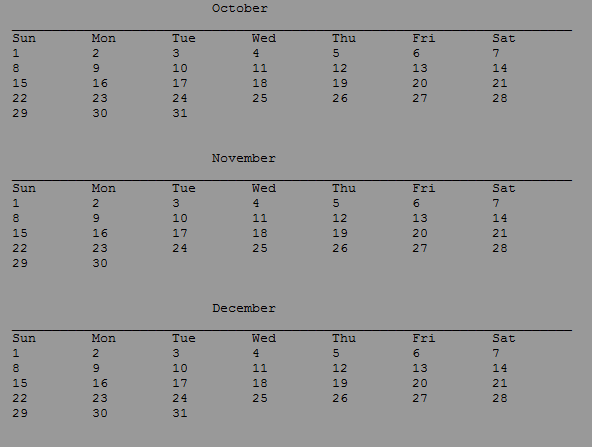 October
Sun Mon Tue Wed Thu Fri Sat
1 2 3 4 5 6 7
8 9 10 11 12 13 14
15 16 17 18 19 20 21
22 23 24 25 26 27 28
29 30 31
November
Sun Mon Tue Wed Thu Fri Sat
1 2 3 4 5 6 7
8 9 10 11 12 13 14
15 16 17 18 19 20 21
22 23 24 25 26 27 28
29 30
December
Sun Mon Tue Wed Thu Fri Sat
1 2 3 4 5 6 7
8 9 10 11 12 13 14
15 16 17 18 19 20 21
22 23 24 25 26 27 28
29 30 31